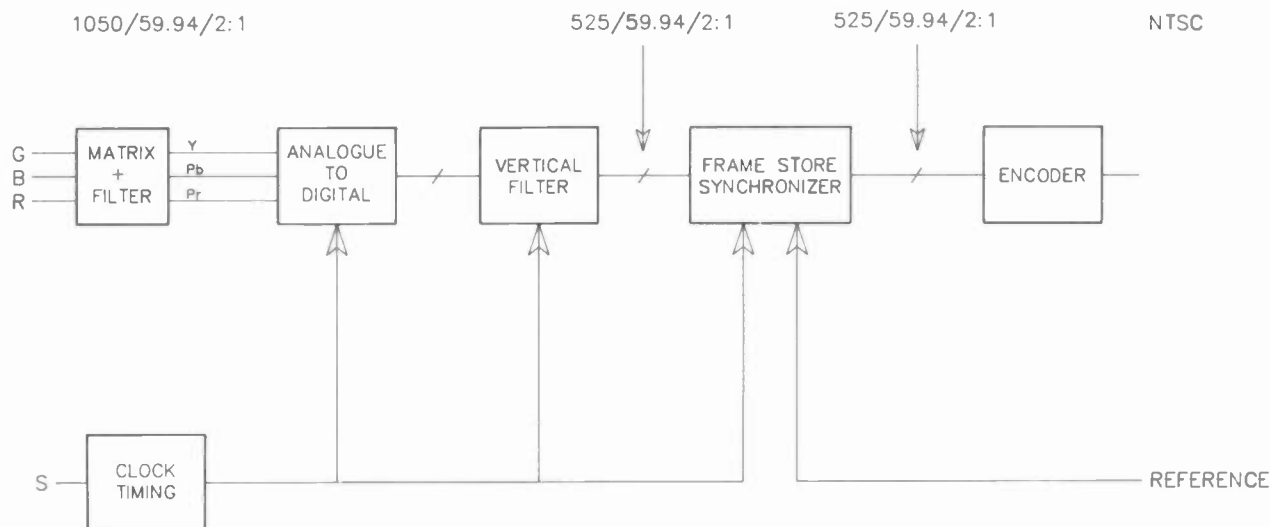 1050/59.94/2:1
525/59.94/2:1
525/59.94/2:1
NTSC
G
B
R
MATRIX
+
FILTER
Y
Pb
Pr
ANALOGUE
TO
DIGITAL
VERTICAL
FILTER
FRAME STORE
SYNCHRONIZER
ENCODER
S
CLOCK
TIMING
REFERENCE